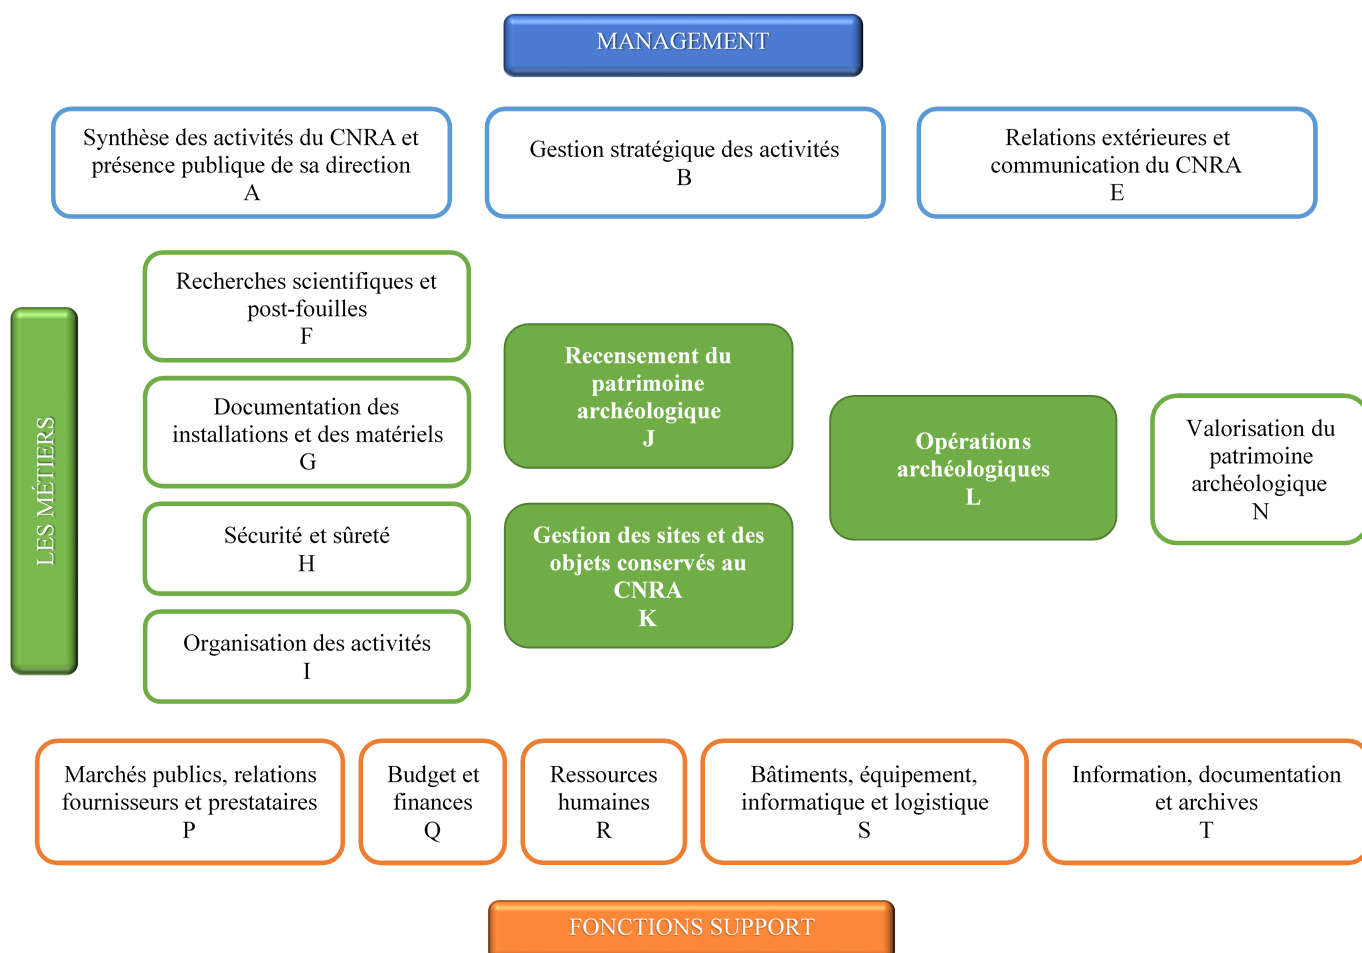 MANAGEMENT
Synthèse des activités du CNRA et
présence publique de sa direction
A
Gestion stratégique des activités
B
Relations extérieures et
communication du CNRA
E
LES MÉTIERS
Recherches scientifiques et
post-fouilles
F
Documentation des
installations et des matériels
G
Sécurité et sûreté
H
Organisation des activités
I
Recensement du
patrimoine
archéologique
J
Gestion des sites et des
objets conservés au
CNRA
K
Opérations
archéologiques
L
Valorisation du
patrimoine
archéologique
N
Marchés publics, relations
fournisseurs et prestataires
P
Budget et
finances
Q
Ressources
humaines
R
Bâtiments, équipement,
informatique et logistique
S
Information, documentation
et archives
T
FONCTIONS SUPPORT